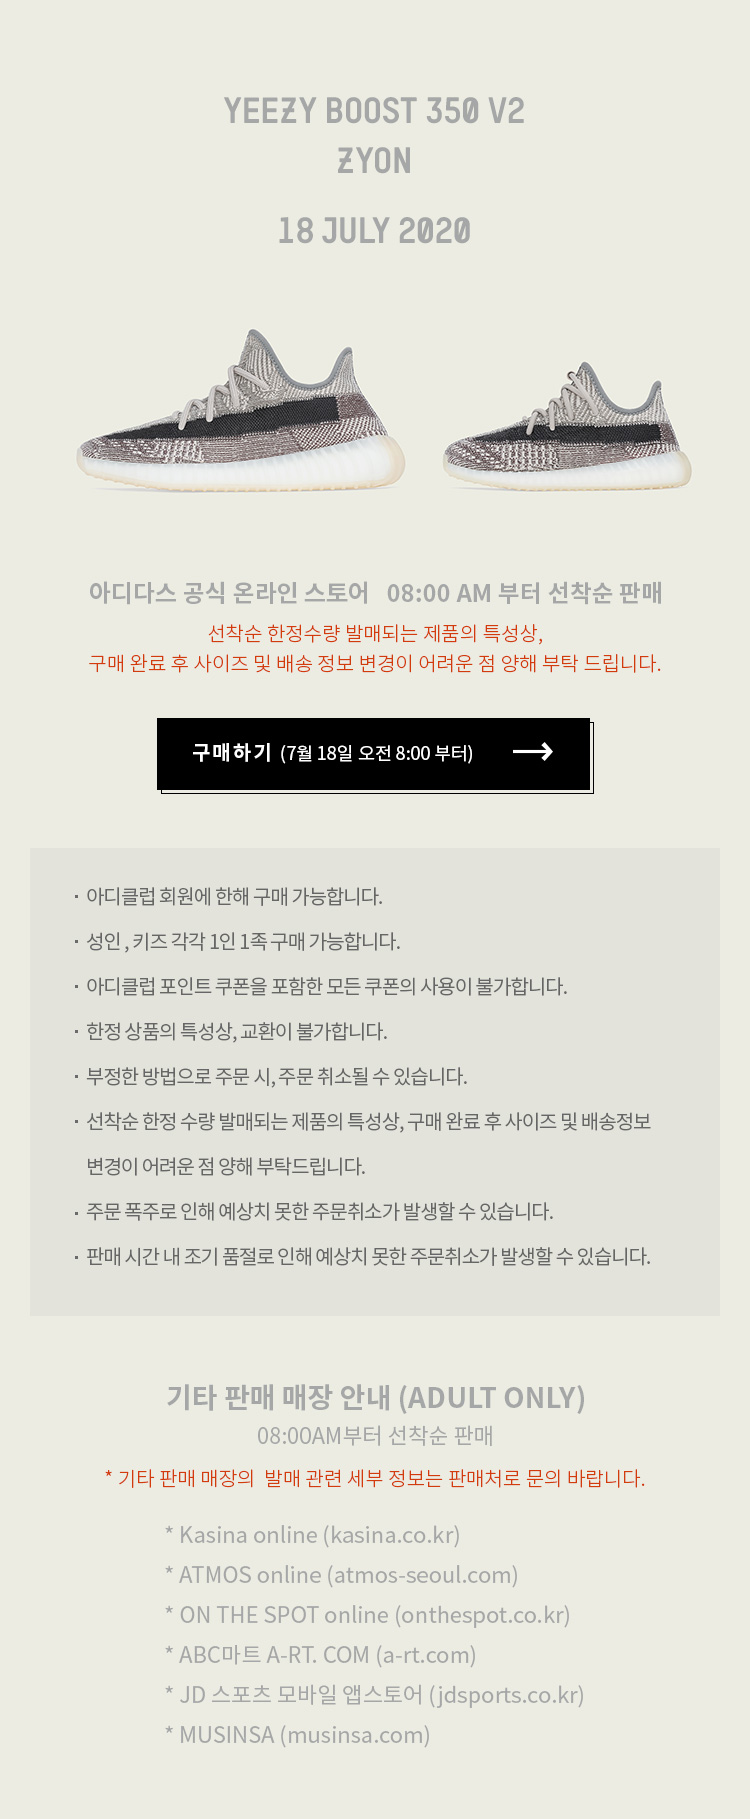 YEEZY BOOST 350 V2
ZYON
18 JULY 2020
아디다스 공식 온라인 스토어 08:00 AM 부터 선착순 판매
선착순 한정수량 발매되는 제품의 특성상,
구매 완료 후 사이즈 및 배송 정보 변경이 어려운 점 양해 부탁 드립니다.
구매하기 (7월 18일 오전 8:00 부터) →
· 아디클럽 회원에 한해 구매 가능합니다.
· 성인 , 키즈 각각 1인 1족 구매 가능합니다.
· 아디클럽 포인트 쿠폰을 포함한 모든 쿠폰의 사용이 불가합니다.
· 한정 상품의 특성상, 교환이 불가합니다.
· 부정한 방법으로 주문 시, 주문 취소될 수 있습니다.
· 선착순 한정 수량 발매되는 제품의 특성상, 구매 완료 후 사이즈 및 배송정보
변경이 어려운 점 양해 부탁드립니다.
· 주문 폭주로 인해 예상치 못한 주문취소가 발생할 수 있습니다.
· 판매 시간 내 조기 품절로 인해 예상치 못한 주문취소가 발생할 수 있습니다.
기타 판매 매장 안내 (ADULT ONLY)
08:00AM부터 선착순 판매
* 기타 판매 매장의 발매 관련 세부 정보는 판매처로 문의 바랍니다.
* Kasina online (kasina.co.kr)
* ATMOS online (atmos-seoul.com)
* ON THE SPOT online (onthespot.co.kr)
* ABC마트 A-RT. COM (a-rt.com)
* JD 스포츠 모바일 앱스토어 (jdsports.co.kr)
* MUSINSA (musinsa.com)